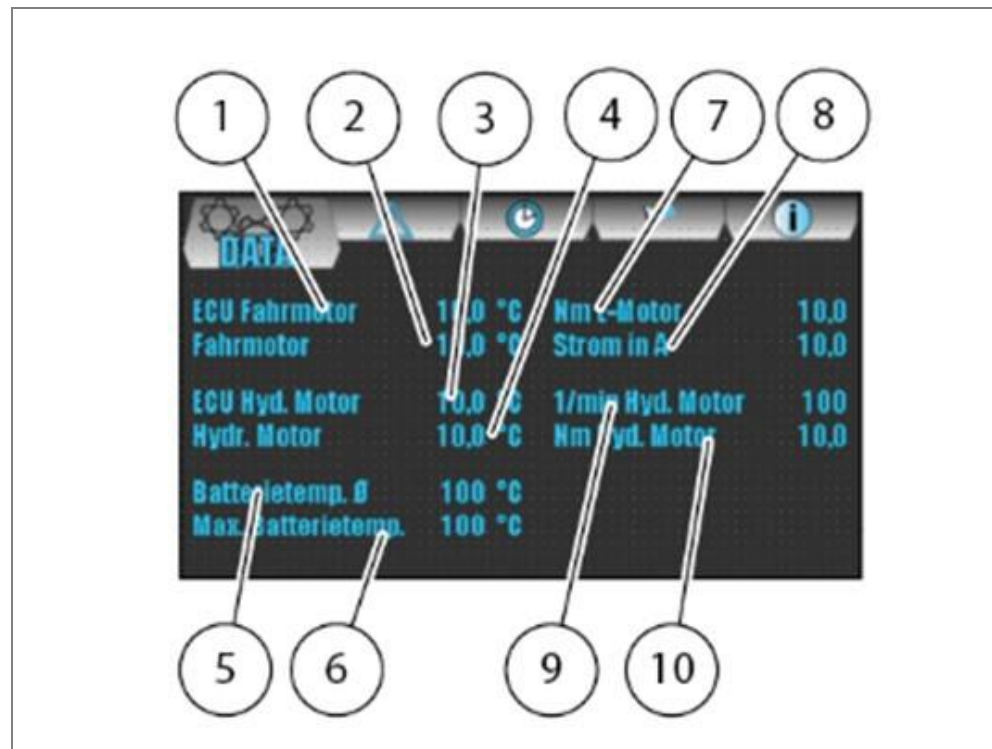 1 2 3 4 7 8
DATA
ECU Fahrmotor 10,0 °C Nm E-Motor 10,0
Fahrmotor 10,0 °C Strom in A 10,0
ECU Hyd. Motor 10,0 °C 1/min Hyd. Motor 100
Hydr. Motor 10,0 °C Nm Hyd. Motor 10,0
Batterietemp. Ø 100 °C
Max. Batterietemp. 100 °C
5 6 9 10